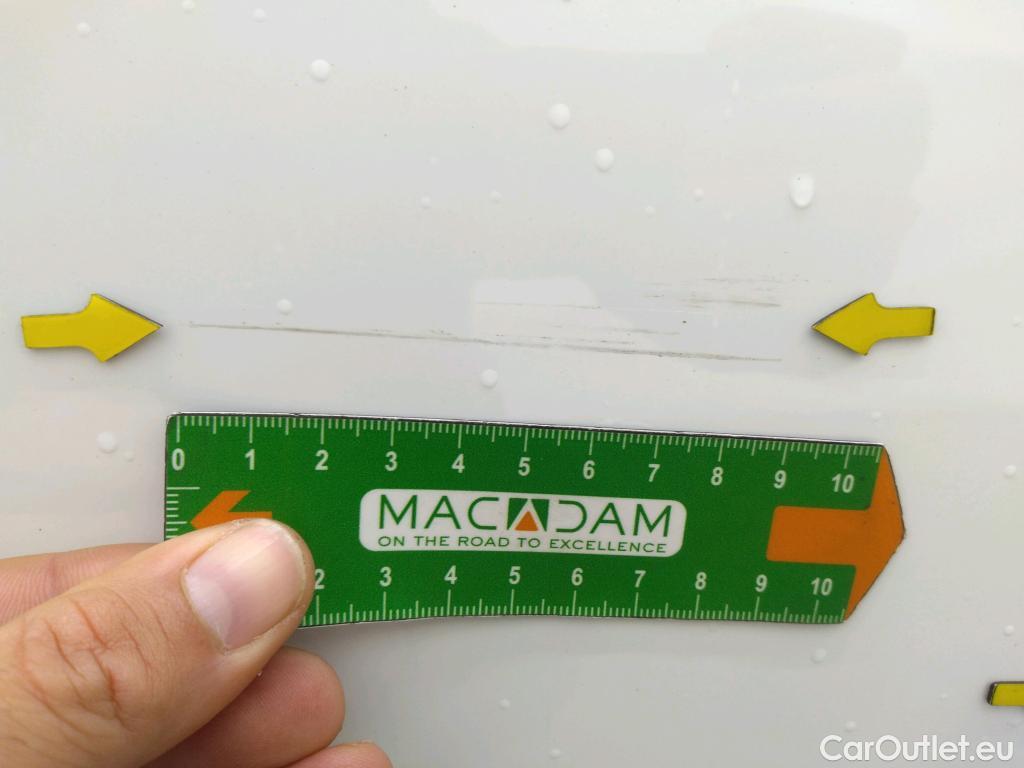 0 1 2 3 4 5 6 7 8 9 10
MACADAM
ON THE ROAD TO EXCELLENCE
2 3 4 5 6 7 8 9 10
CarOutlet.eu